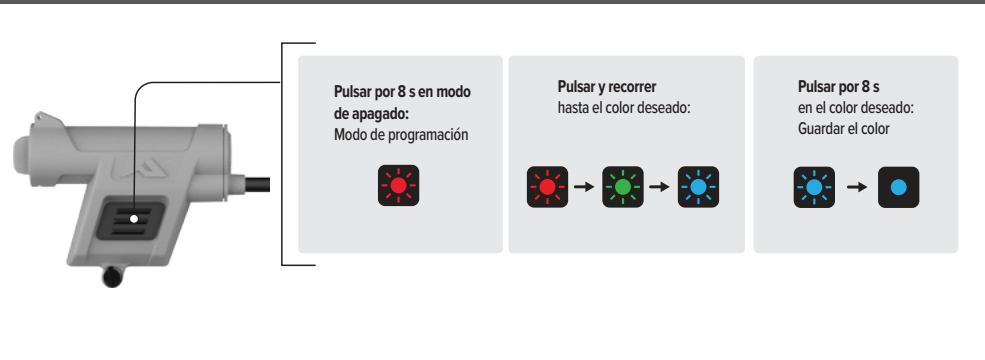 Pulsar por 8 s en modo
de apagado:
Modo de programación
Pulsar y recorrer
hasta el color deseado:
Pulsar por 8 s
en el color deseado:
Guardar el color